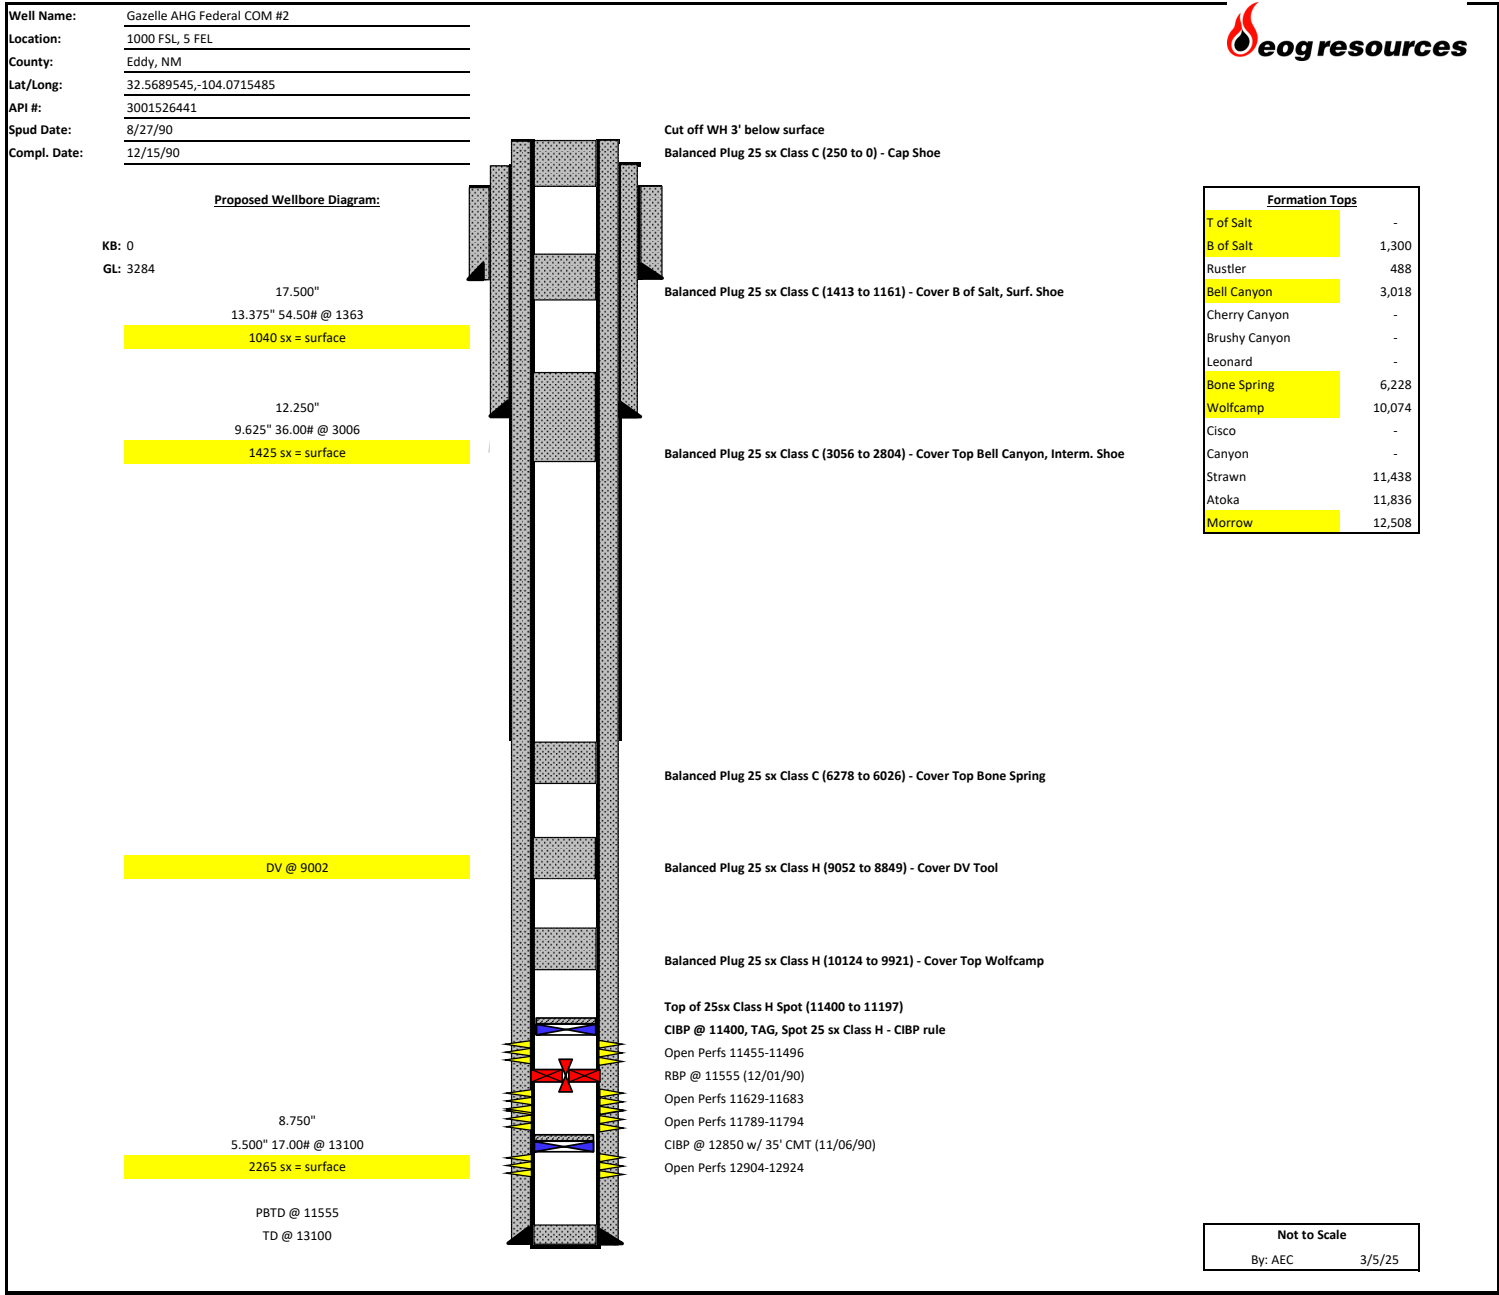 Well Name: Gazelle AHG Federal COM #2
Location: 1000 FSL, 5 FEL
County: Eddy, NM
Lat/Long: 32.5689545,-104.0715485
API #: 3001526441
Spud Date: 8/27/90
Compl. Date: 12/15/90
eog resources
Cut off WH 3' below surface
Balanced Plug 25 sx Class C (250 to 0) - Cap Shoe
Proposed Wellbore Diagram:
KB: 0
GL: 3284
17.500"
13.375" 54.50# @ 1363
1040 sx = surface
Balanced Plug 25 sx Class C (1413 to 1161) - Cover B of Salt, Surf. Shoe
12.250"
9.625" 36.00# @ 3006
1425 sx = surface
Balanced Plug 25 sx Class C (3056 to 2804) - Cover Top Bell Canyon, Interm. Shoe
Formation Tops
T of Salt -
B of Salt 1,300
Rustler 488
Bell Canyon 3,018
Cherry Canyon -
Brushy Canyon -
Leonard -
Bone Spring 6,228
Wolfcamp 10,074
Cisco -
Canyon -
Strawn 11,438
Atoka 11,836
Morrow 12,508
Balanced Plug 25 sx Class C (6278 to 6026) - Cover Top Bone Spring
DV @ 9002
Balanced Plug 25 sx Class H (9052 to 8849) - Cover DV Tool
Balanced Plug 25 sx Class H (10124 to 9921) - Cover Top Wolfcamp
Top of 25sx Class H Spot (11400 to 11197)
CIBP @ 11400, TAG, Spot 25 sx Class H - CIBP rule
Open Perfs 11455-11496
RBP @ 11555 (12/01/90)
Open Perfs 11629-11683
Open Perfs 11789-11794
CIBP @ 12850 w/ 35' CMT (11/06/90)
Open Perfs 12904-12924
8.750"
5.500" 17.00# @ 13100
2265 sx = surface
PBTD @ 11555
TD @ 13100
Not to Scale
By: AEC 3/5/25